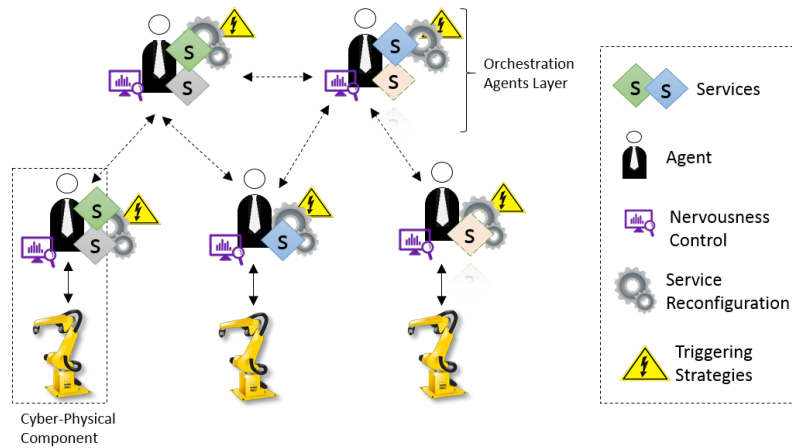 S
S
S
S
Orchestration
Agents Layer
S
S
S
S
Cyber-Physical
Component
S
S
Services
Agent
Nervousness
Control
Service
Reconfiguration
Triggering
Strategies